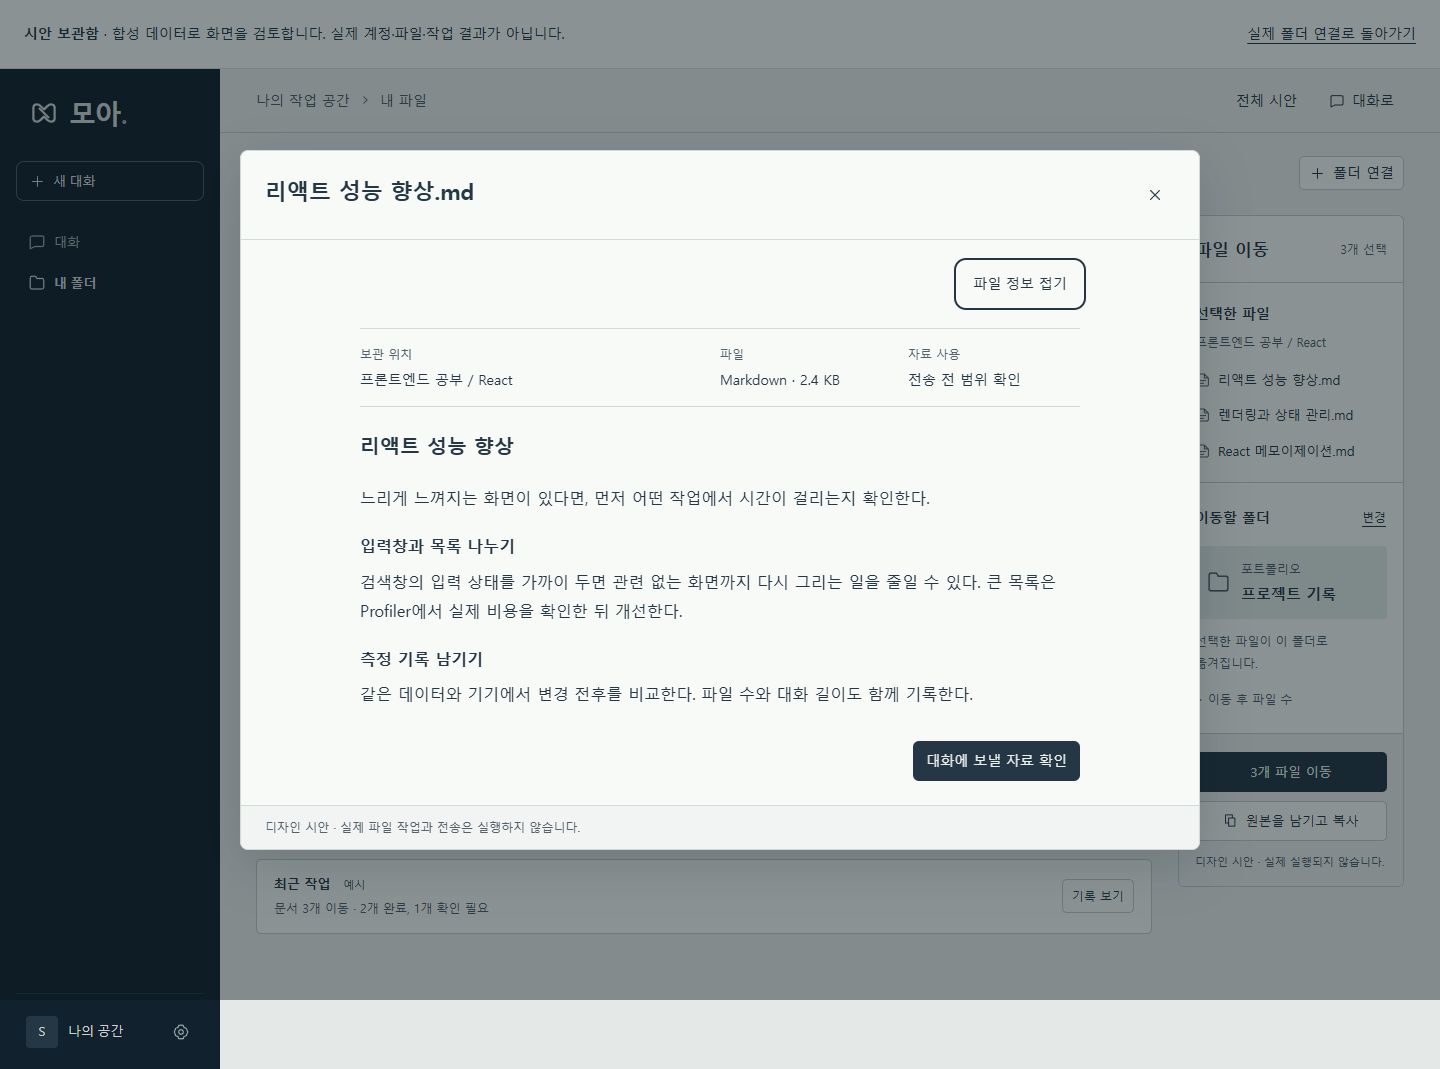 시안 보관함 · 합성 데이터로 화면을 검토합니다. 실제 계정·파일·작업 결과가 아닙니다.
실제 폴더 연결로 돌아가기
모아.
새 대화
대화
내 폴더
나의 작업 공간 > 내 파일
전체 시안
대화로
폴더 연결
리액트 성능 향상.md
파일 정보 접기
보관 위치
프론트엔드 공부 / React
파일
Markdown · 2.4 KB
자료 사용
전송 전 범위 확인
리액트 성능 향상
느리게 느껴지는 화면이 있다면, 먼저 어떤 작업에서 시간이 걸리는지 확인한다.
입력창과 목록 나누기
검색창의 입력 상태를 가까이 두면 관련 없는 화면까지 다시 그리는 일을 줄일 수 있다. 큰 목록은
Profiler에서 실제 비용을 확인한 뒤 개선한다.
측정 기록 남기기
같은 데이터와 기기에서 변경 전후를 비교한다. 파일 수와 대화 길이도 함께 기록한다.
대화에 보낼 자료 확인
디자인 시안 · 실제 파일 작업과 전송은 실행하지 않습니다.
파일 이동
3개 선택
선택한 파일
프론트엔드 공부 / React
리액트 성능 향상.md
렌더링과 상태 관리.md
React 메모이제이션.md
이동할 폴더
변경
포트폴리오
프로젝트 기록
선택한 파일이 이 폴더로
옮겨집니다.
이동 후 파일 수
3개 파일 이동
원본을 남기고 복사
디자인 시안 · 실제 실행되지 않습니다.
최근 작업 예시
문서 3개 이동 · 2개 완료, 1개 확인 필요
기록 보기
S 나의 공간